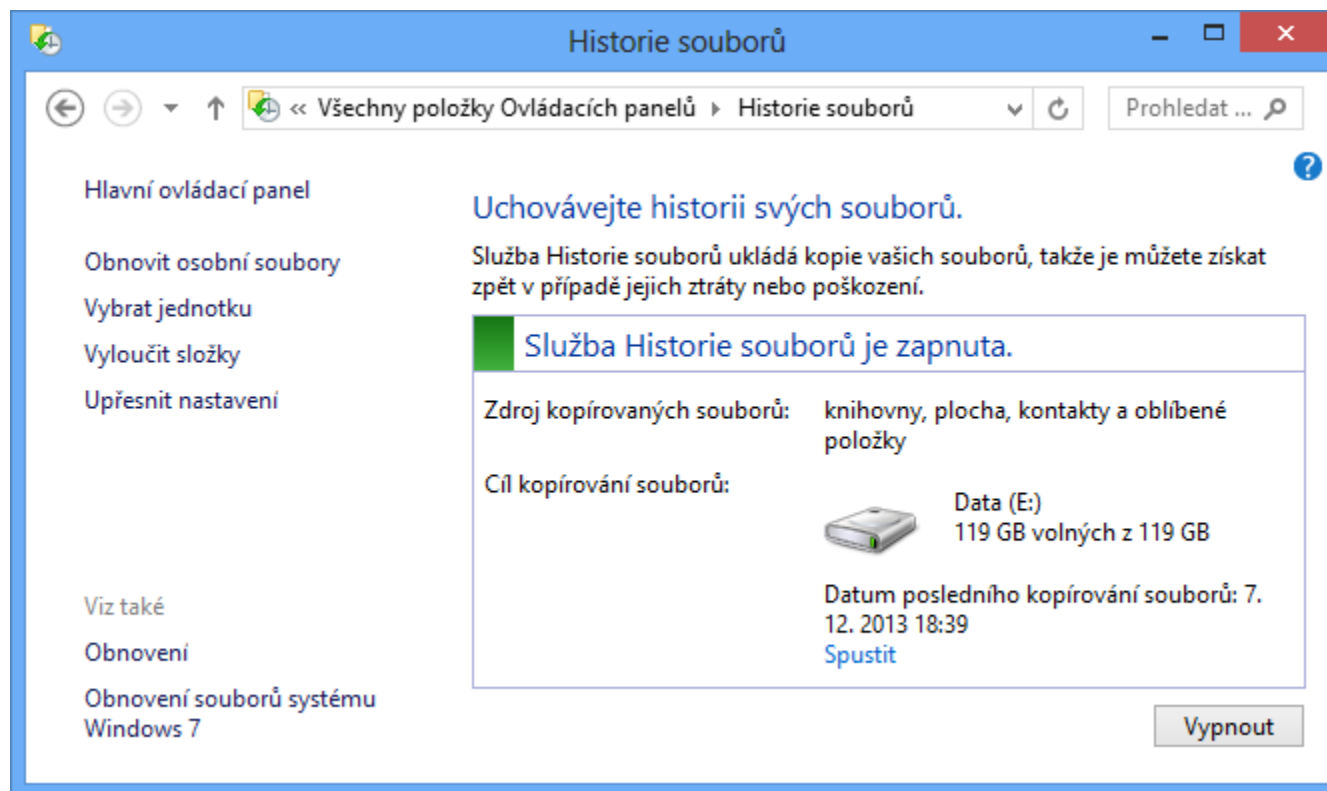 Historie souborů
« Všechny položky Ovládacích panelů ▸ Historie souborů
Prohledat ...
Hlavní ovládací panel
Obnovit osobní soubory
Vybrat jednotku
Vyloučit složky
Upřesnit nastavení
Viz také
Obnovení
Obnovení souborů systému
Windows 7
Uchovávejte historii svých souborů.
Služba Historie souborů ukládá kopie vašich souborů, takže je můžete získat
zpět v případě jejich ztráty nebo poškození.
Služba Historie souborů je zapnuta.
Zdroj kopírovaných souborů: knihovny, plocha, kontakty a oblíbené
položky
Cíl kopírování souborů:
Data (E:)
119 GB volných z 119 GB
Datum posledního kopírování souborů: 7.
12. 2013 18:39
Spustit
Vypnout